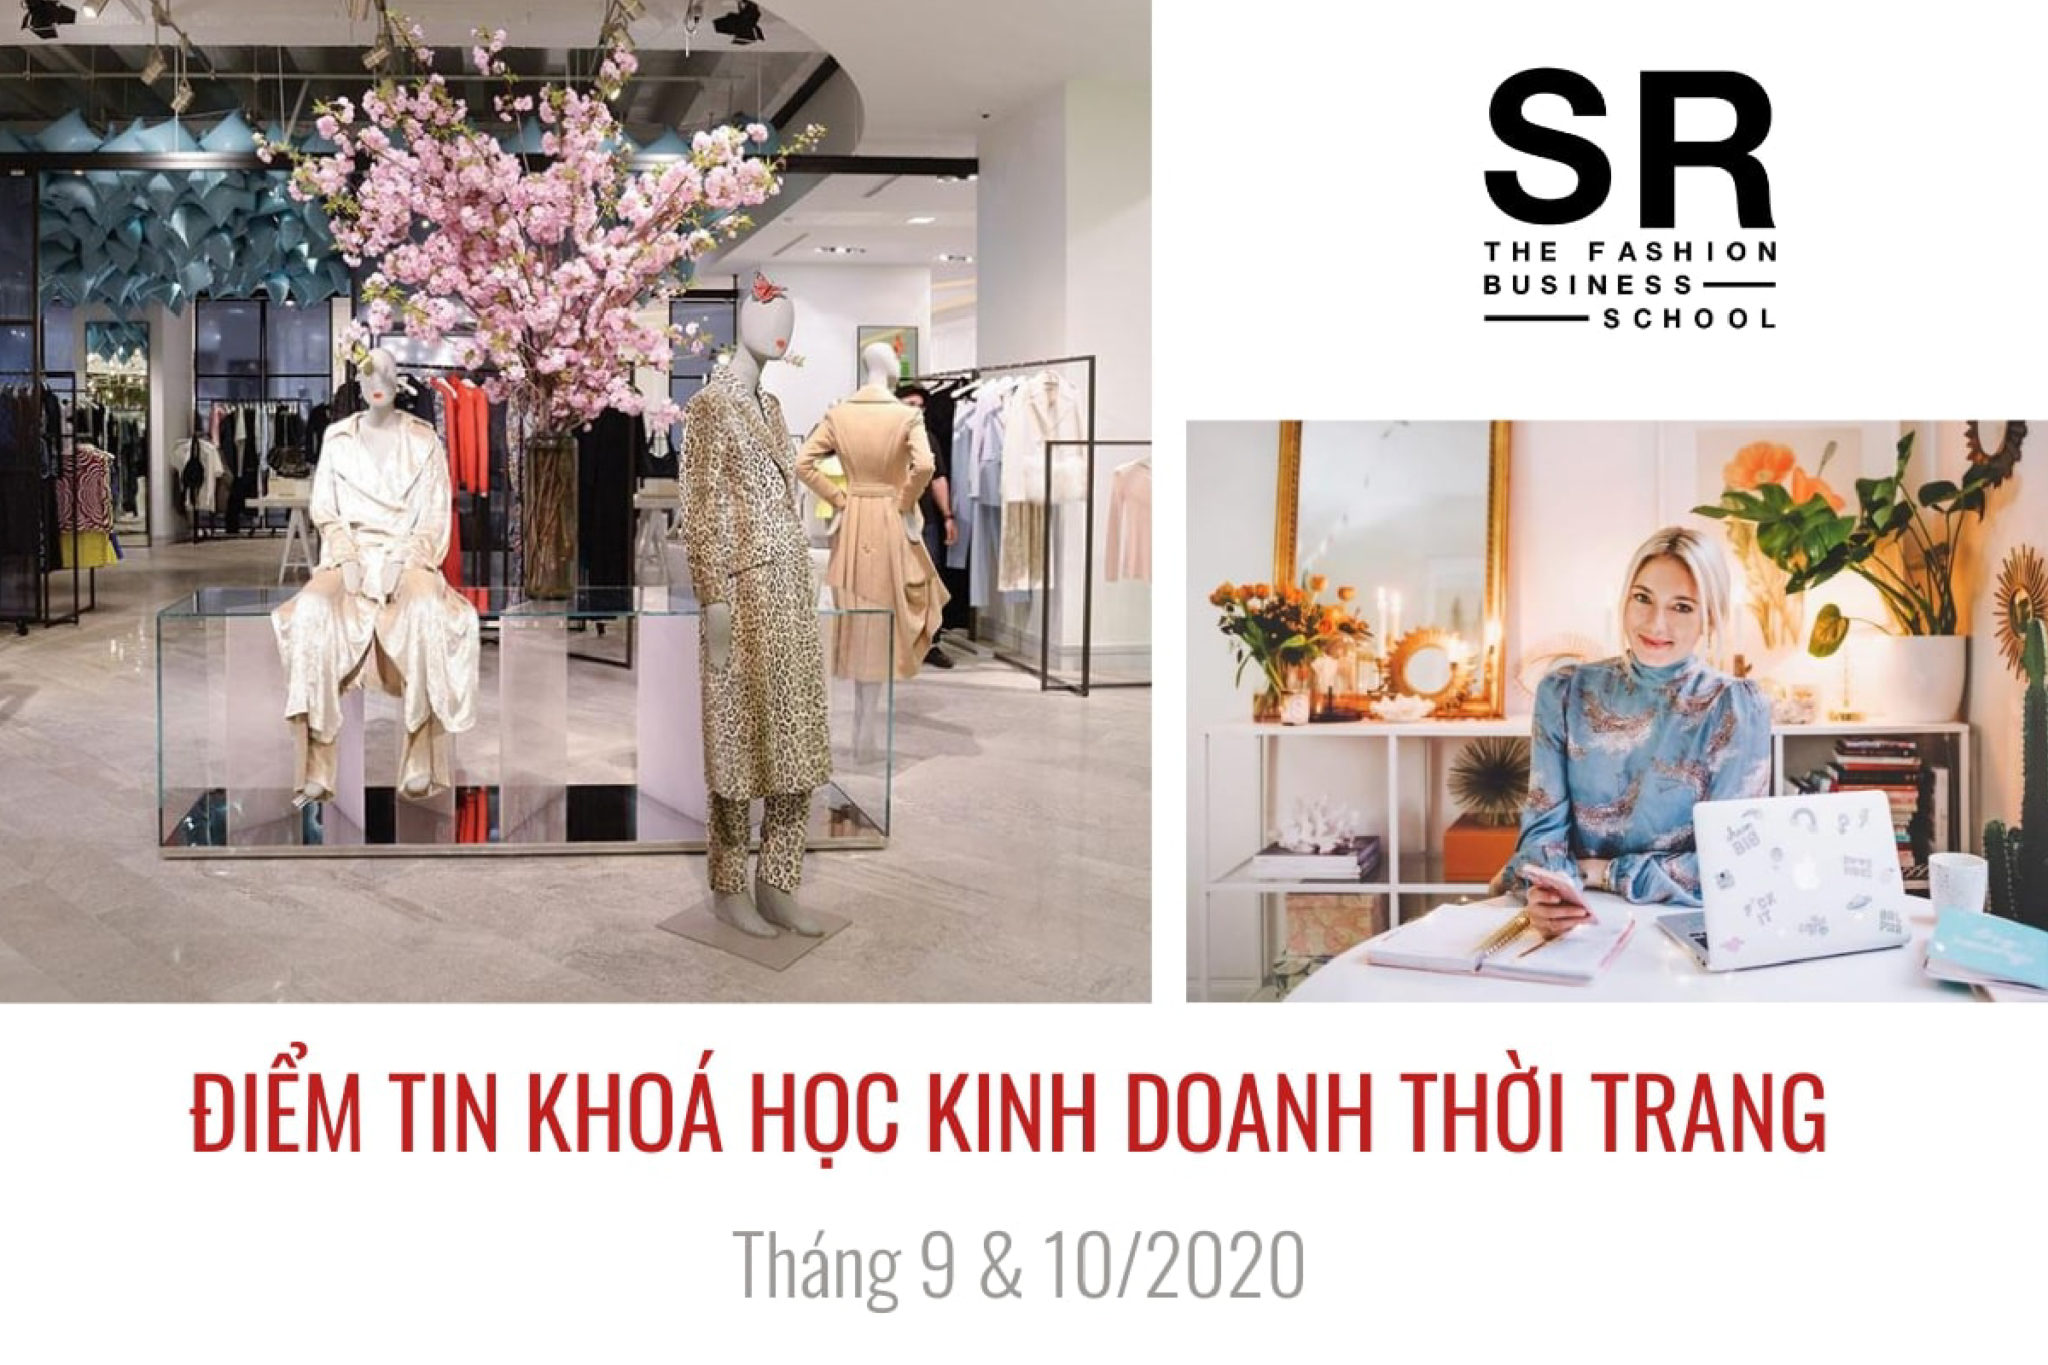 SR
THE FASHION
BUSINESS
SCHOOL
ĐIỂM TIN KHOÁ HỌC KINH DOANH THỜI TRANG
Tháng 9 & 10/2020